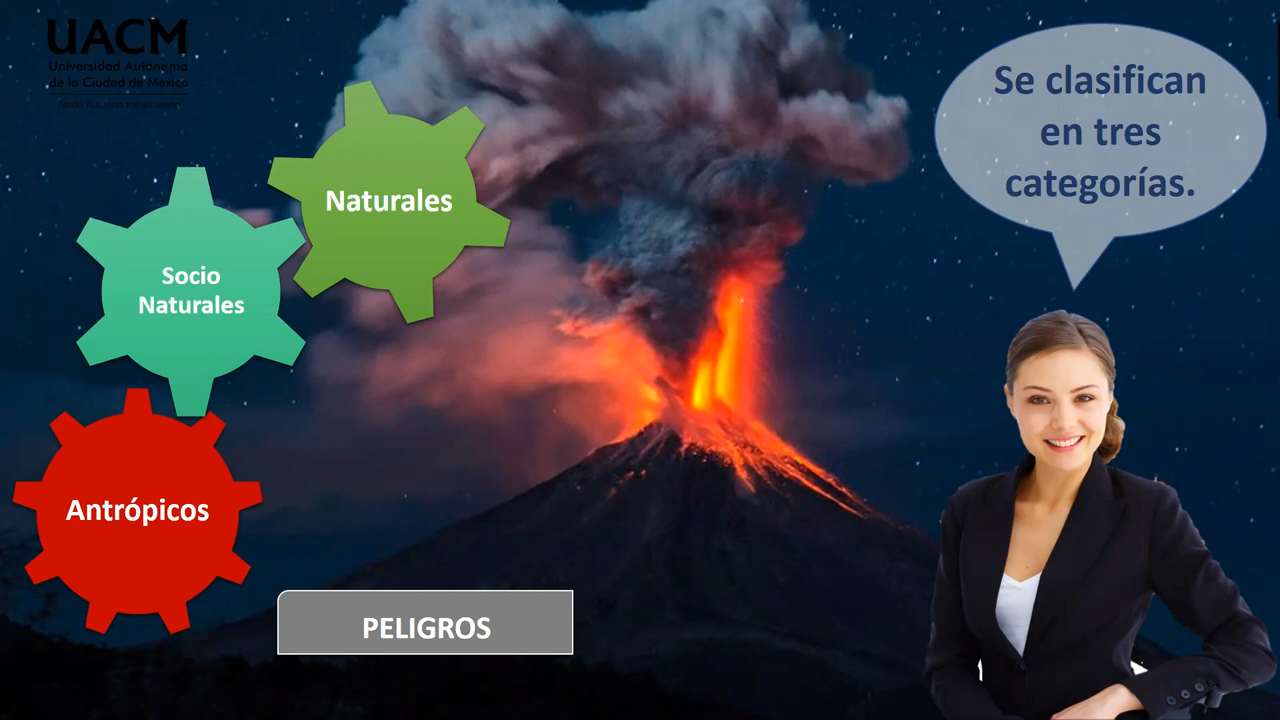 UACM
Universidad Autónoma
de la Ciudad de México
Se clasifican
en tres
categorías.
Naturales
Socio
Naturales
Antrópicos
PELIGROS